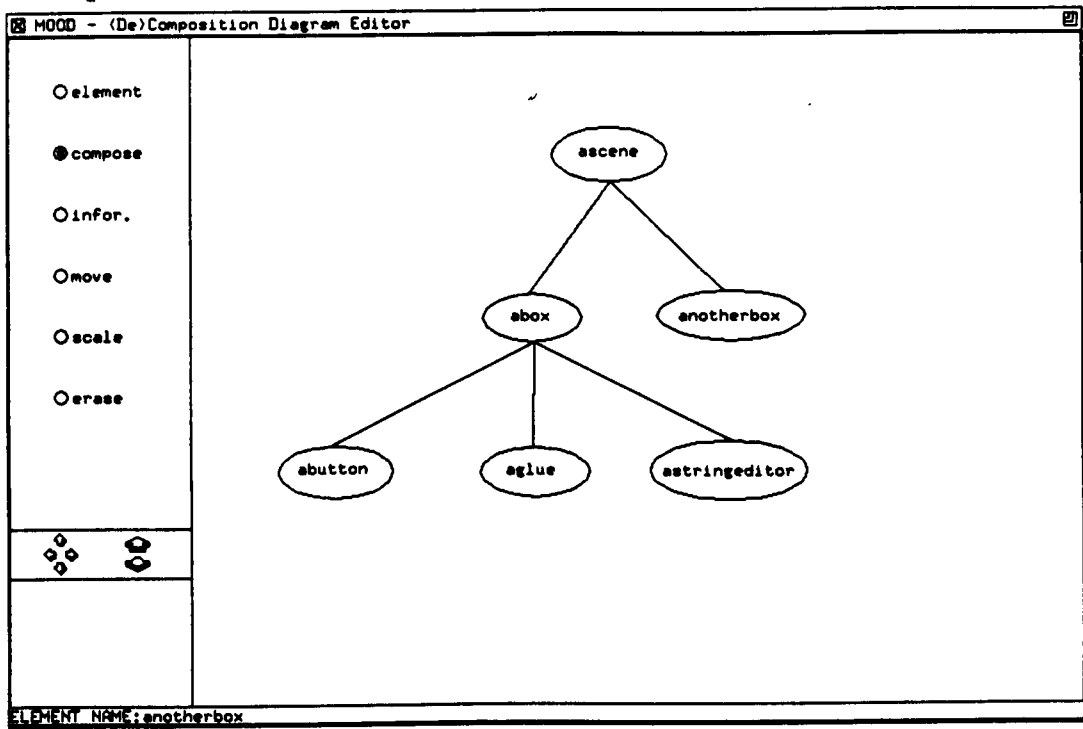 MOOD - (De)Composition Diagram Editor
element
compose
infor.
move
scale
erase
ascene
abox
anotherbox
abutton
aglue
astringeditor
ELEMENT NAME:anotherbox